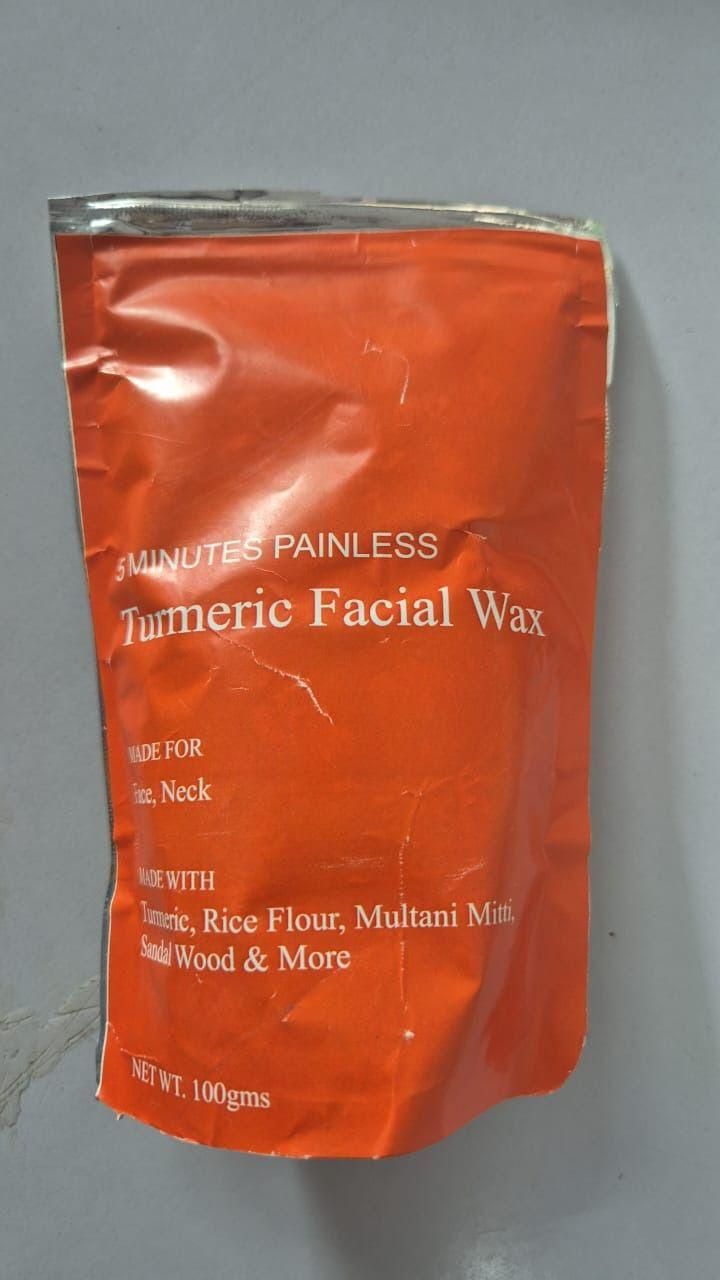 5 MINUTES PAINLESS
Turmeric Facial Wax
MADE FOR
Face, Neck
MADE WITH
Turmeric, Rice Flour, Multani Mitti,
Sandal Wood & More
NET WT. 100gms